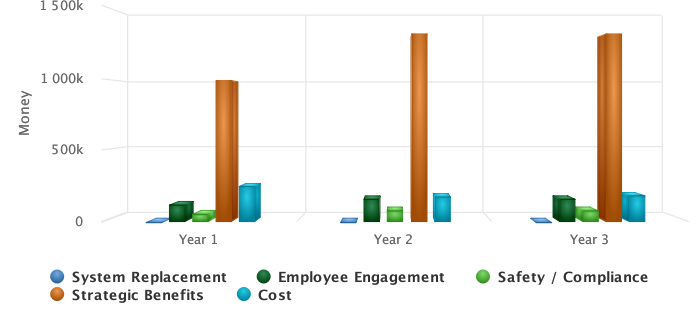 1 500k
1 000k
500k
0
Money
Year 1 Year 2 Year 3
System Replacement Employee Engagement Safety / Compliance
Strategic Benefits Cost